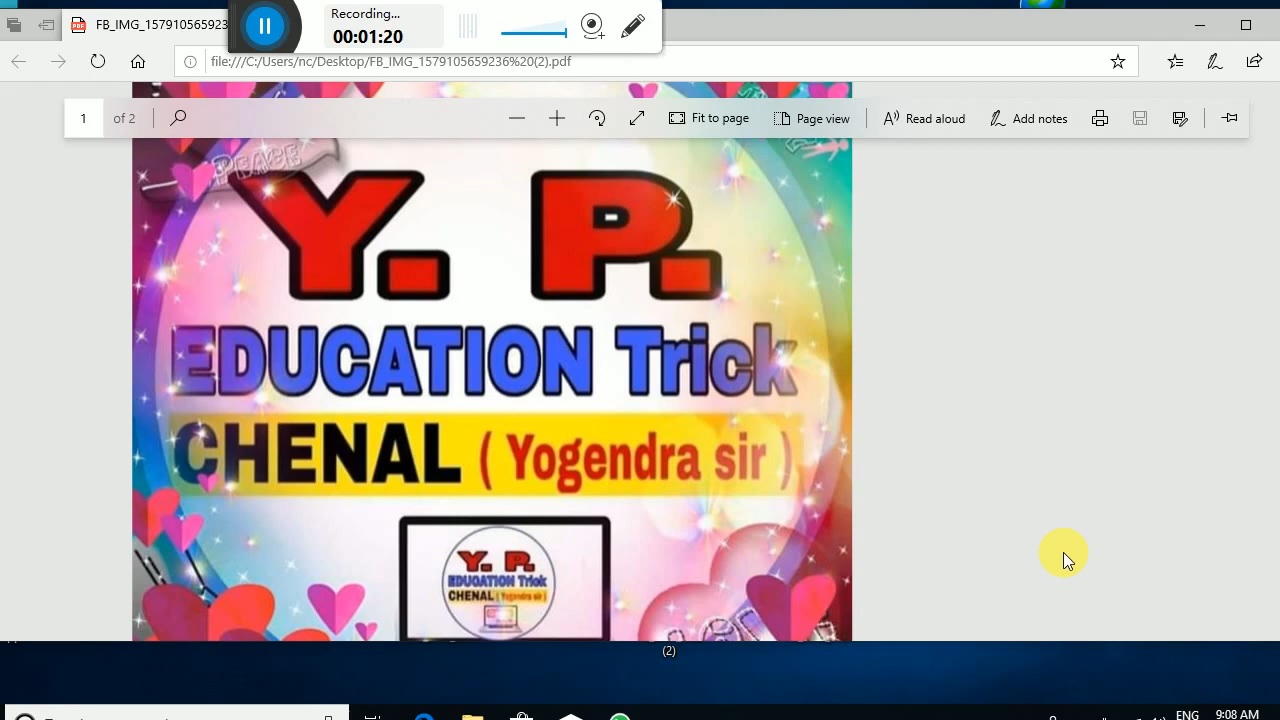 Recording...
00:01:20
FB_IMG_157910565923
file:///C:/Users/nc/Desktop/FB_IMG_1579105659236%20(2).pdf
1 of 2
Fit to page
Page view
Read aloud
Add notes
PEACE
Y. P.
EDUCATION Trick
CHENAL ( Yogendra sir )
Y. P.
EDUCATION Trick
CHENAL ( Yogendra sir )
(2)
ENG
9:08 AM